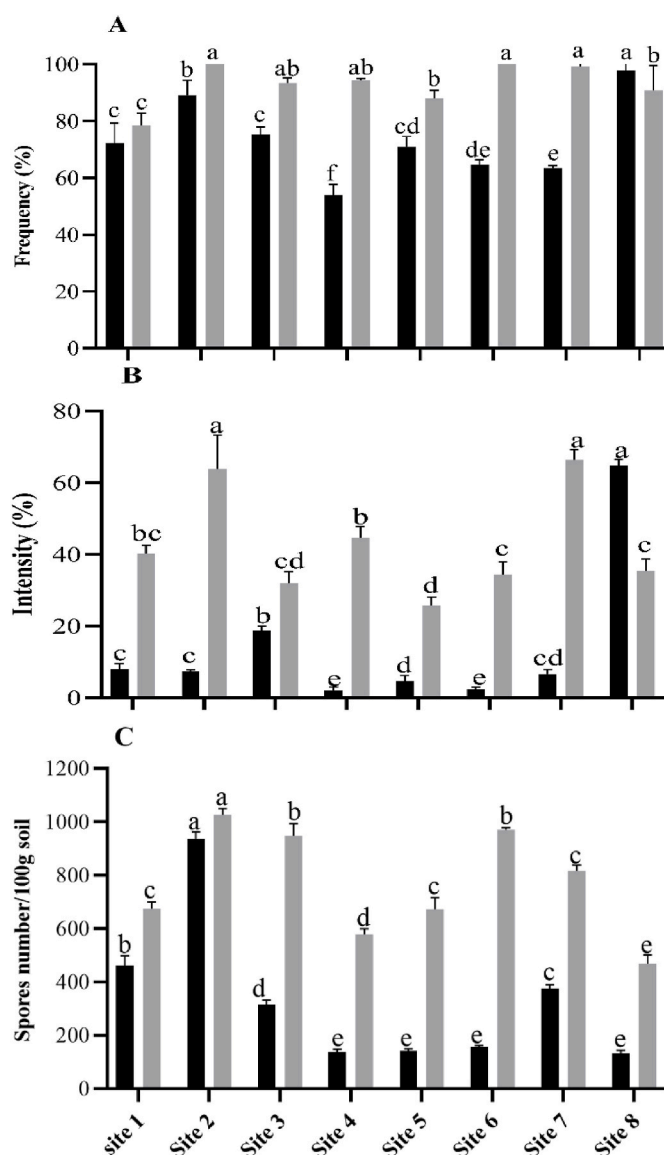 A
Frequency (%)
100
80
60
40
20
0
c c b a c ab f ab cd b de a e a a b
B
Intensity (%)
80
60
40
20
0
c bc c a b cd e b d d e c cd a a c
C
Spores number/100g soil
1200
1000
800
600
400
200
0
b c a a d b e d e c e b c c e e
site 1 Site 2 Site 3 Site 4 Site 5 Site 6 Site 7 Site 8